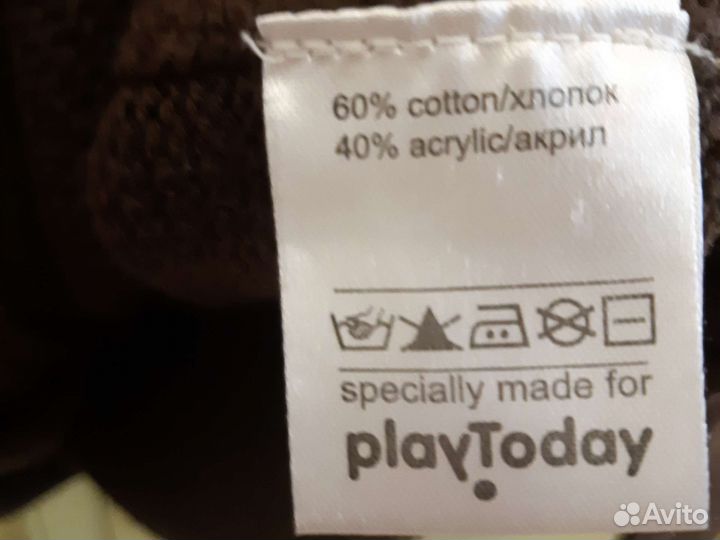 60% cotton/хлопок
40% acrylic/акрил
specially made for
playToday
Avito